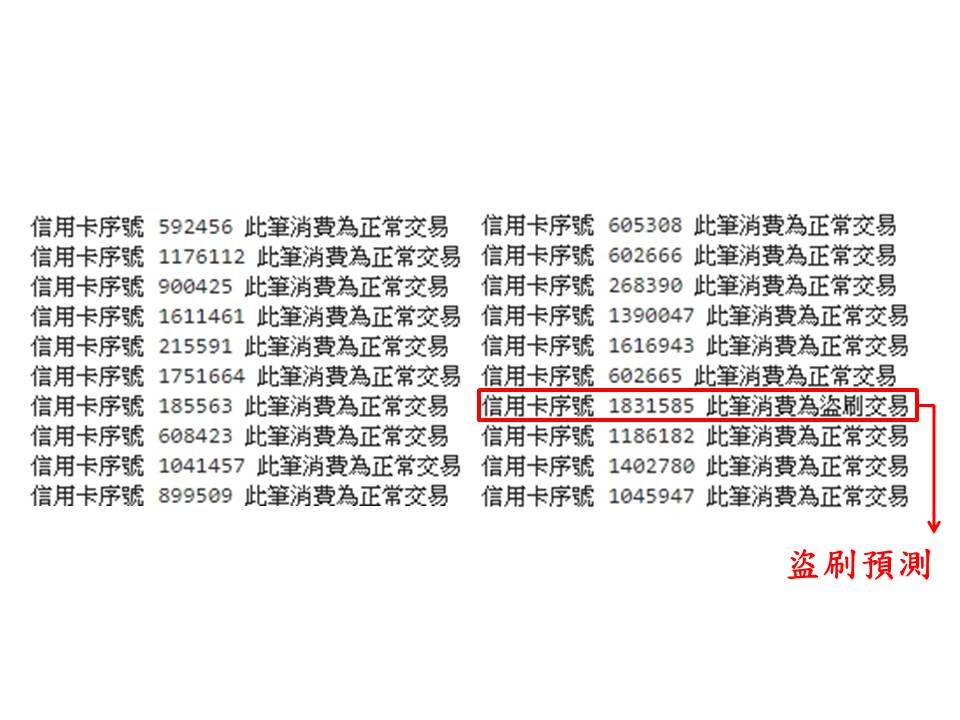 信用卡序號 592456 此筆消費為正常交易
信用卡序號 1176112 此筆消費為正常交易
信用卡序號 900425 此筆消費為正常交易
信用卡序號 1611461 此筆消費為正常交易
信用卡序號 215591 此筆消費為正常交易
信用卡序號 1751664 此筆消費為正常交易
信用卡序號 185563 此筆消費為正常交易
信用卡序號 608423 此筆消費為正常交易
信用卡序號 1041457 此筆消費為正常交易
信用卡序號 899509 此筆消費為正常交易
信用卡序號 605308 此筆消費為正常交易
信用卡序號 602666 此筆消費為正常交易
信用卡序號 268390 此筆消費為正常交易
信用卡序號 1390047 此筆消費為正常交易
信用卡序號 1616943 此筆消費為正常交易
信用卡序號 602665 此筆消費為正常交易
信用卡序號 1831585 此筆消費為盜刷交易
信用卡序號 1186182 此筆消費為正常交易
信用卡序號 1402780 此筆消費為正常交易
信用卡序號 1045947 此筆消費為正常交易
盜刷預測